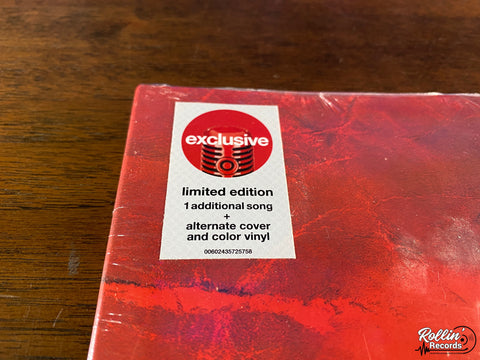 exclusive
limited edition
1 additional song
+
alternate cover
and color vinyl
00602435725758
Rollin'
Records